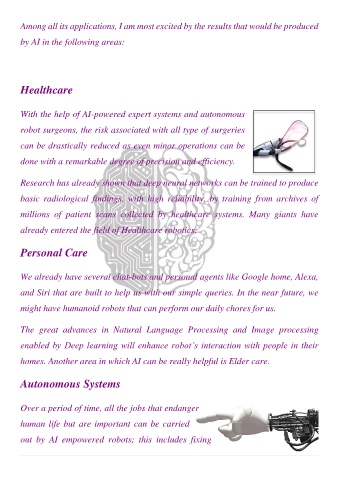 Among all its applications, I am most excited by the results that would be produced
by AI in the following areas:
Healthcare
With the help of AI-powered expert systems and autonomous
robot surgeons, the risk associated with all type of surgeries
can be drastically reduced as even minor operations can be
done with a remarkable degree of precision and efficiency.
Research has already shown that deep neural networks can be trained to produce
basic radiological findings, with high reliability, by training from archives of
millions of patient scans collected by healthcare systems. Many giants have
already entered the field of Healthcare robotics.
Personal Care
We already have several chat-bots and personal agents like Google home, Alexa,
and Siri that are built to help us with our simple queries. In the near future, we
might have humanoid robots that can perform our daily chores for us.
The great advances in Natural Language Processing and Image processing
enabled by Deep learning will enhance robot's interaction with people in their
homes. Another area in which AI can be really helpful is Elder care.
Autonomous Systems
Over a period of time, all the jobs that endanger
human life but are important can be carried
out by AI empowered robots; this includes fixing